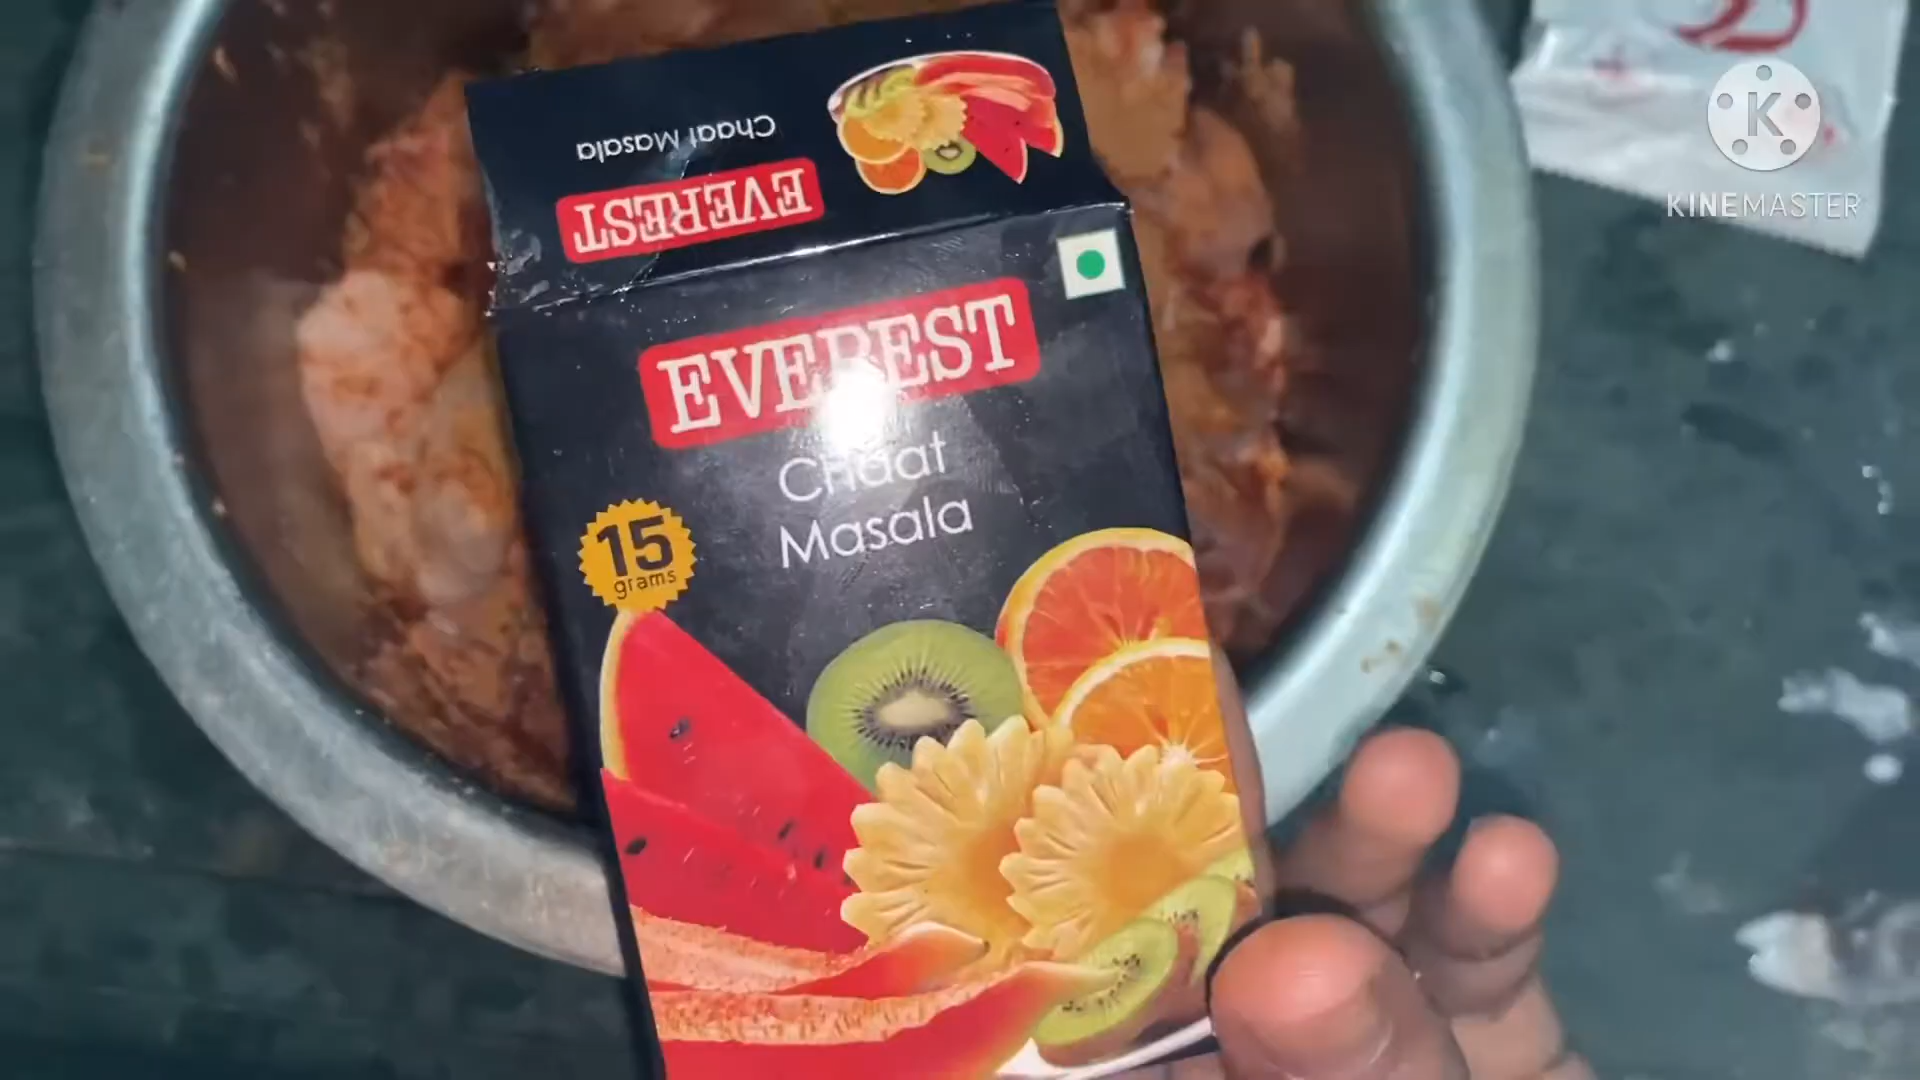 Chaat Masala
EVEREST
EVEREST
Chaat
Masala
15
grams
K
KINEMASTER